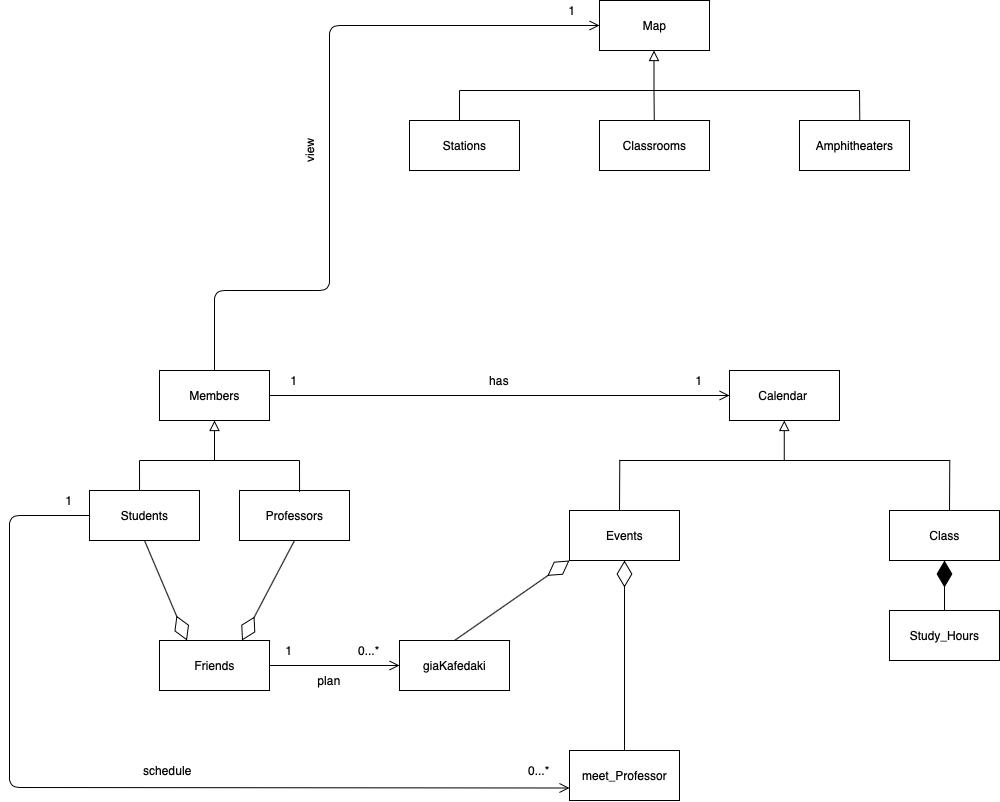 1
Map
view
Stations
Classrooms
Amphitheaters
Members
1
has
1
Calendar
1
Students
Professors
Events
Class
Study_Hours
Friends
1
0...*
plan
giaKafedaki
schedule
0...*
meet_Professor